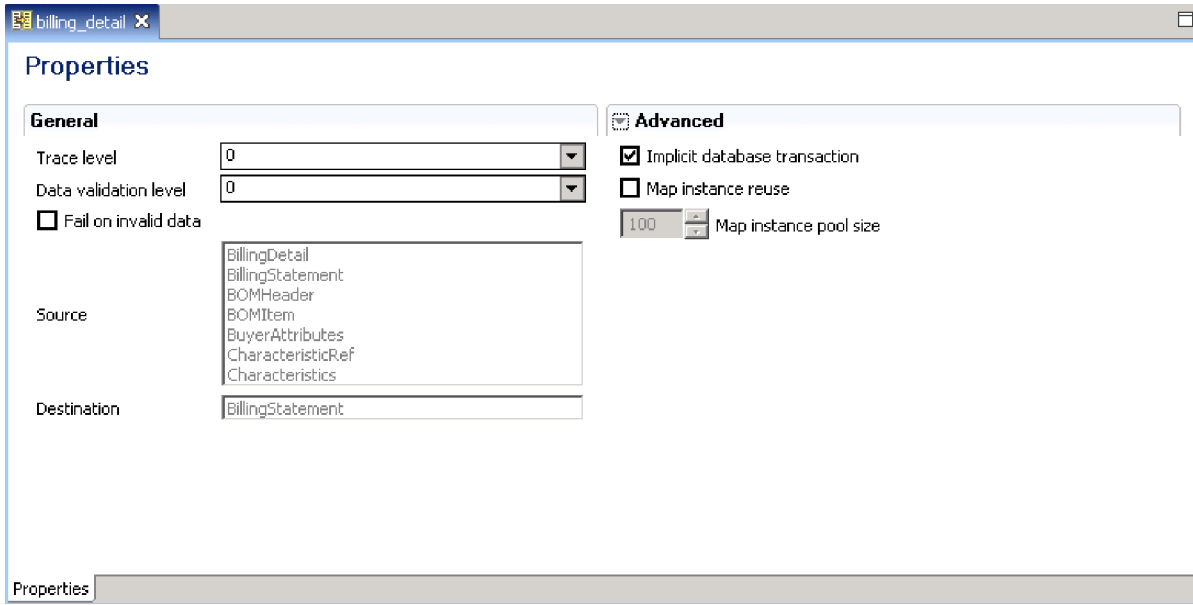 billing_detail
Properties
General
Trace level 0
Data validation level 0
Fail on invalid data
Source
BillingDetail
BillingStatement
BOMHeader
BOMItem
BuyerAttributes
CharacteristicRef
Characteristics
Destination BillingStatement
Advanced
Implicit database transaction
Map instance reuse
100 Map instance pool size
Properties